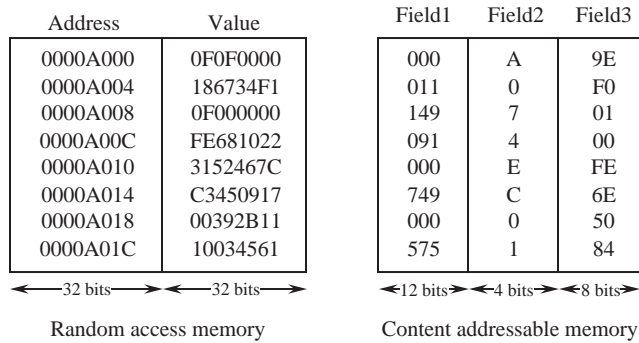 Address Value Field1 Field2 Field3
0000A000 0F0F0000 000 A 9E
0000A004 186734F1 011 0 F0
0000A008 0F000000 149 7 01
0000A00C FE681022 091 4 00
0000A010 3152467C 000 E FE
0000A014 C3450917 749 C 6E
0000A018 00392B11 000 0 50
0000A01C 10034561 575 1 84
32 bits 32 bits 12 bits 4 bits 8 bits
Random access memory Content addressable memory